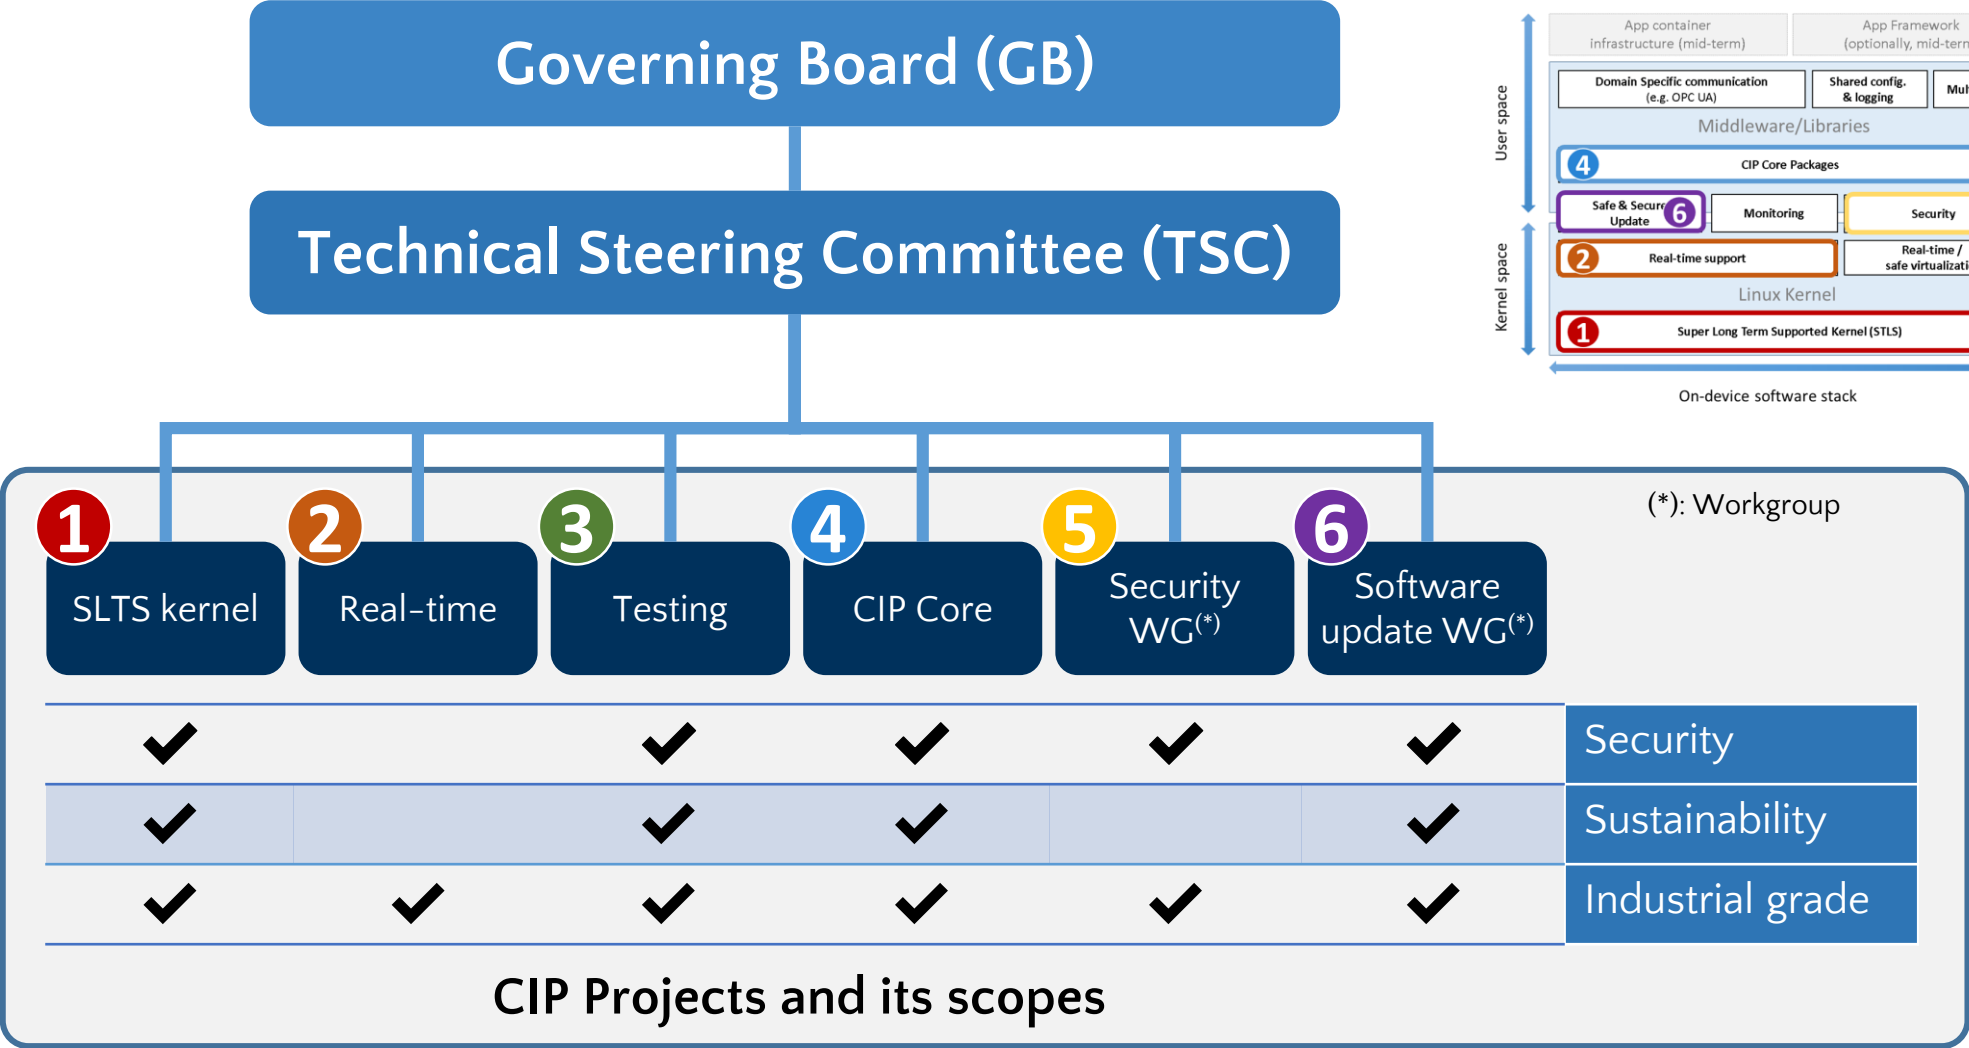 Governing Board (GB)
Technical Steering Committee (TSC)
App container
infrastructure (mid-term)
App Framework
(optionally, mid-tern
Domain Specific communication
(e.g. OPC UA)
Shared config.
& logging
Mul
Middleware/Libraries
4
CIP Core Packages
Safe & Secure
Update
6
Monitoring
Security
2
Real-time support
Real-time /
safe virtualizati
Linux Kernel
1
Super Long Term Supported Kernel (STLS)
User space
Kernel space
On-device software stack
(*): Workgroup
1
SLTS kernel
2
Real-time
3
Testing
4
CIP Core
5
Security
WG(*)
6
Software
update WG(*)
Security
Sustainability
Industrial grade
CIP Projects and its scopes